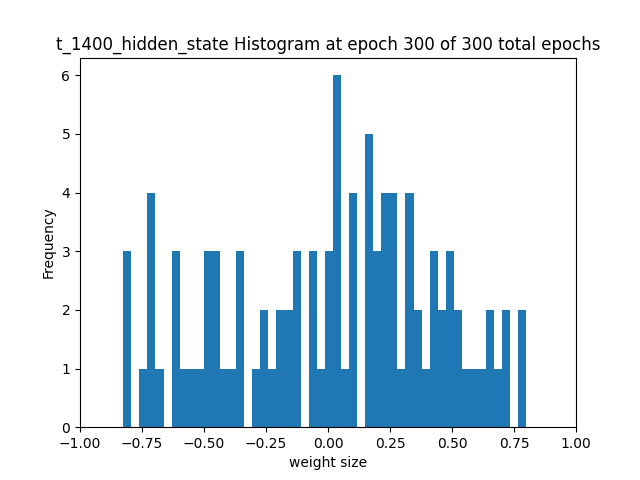 t_1400_hidden_state Histogram at epoch 300 of 300 total epochs
6
5
4
3
2
1
0
Frequency
−1.00 −0.75 −0.50 −0.25 0.00 0.25 0.50 0.75 1.00
weight size